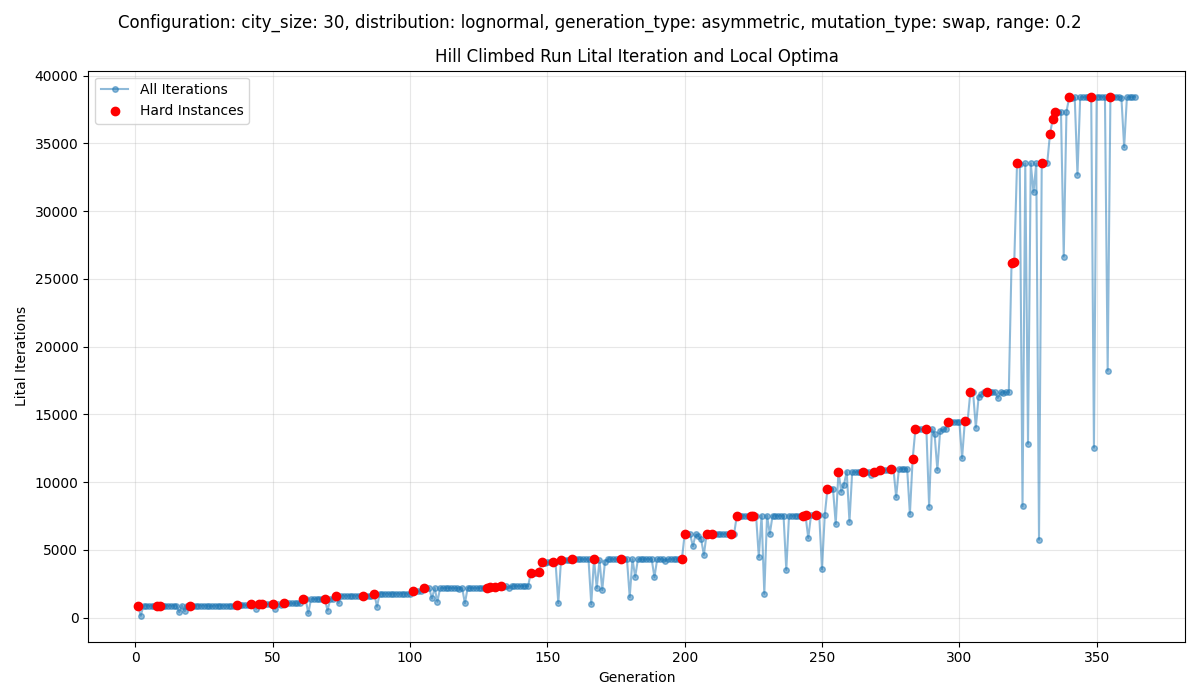 Configuration: city_size: 30, distribution: lognormal, generation_type: asymmetric, mutation_type: swap, range: 0.2
Hill Climbed Run Lital Iteration and Local Optima
All Iterations
Hard Instances
40000
35000
30000
25000
20000
15000
10000
5000
0
Lital Iterations
0 50 100 150 200 250 300 350
Generation